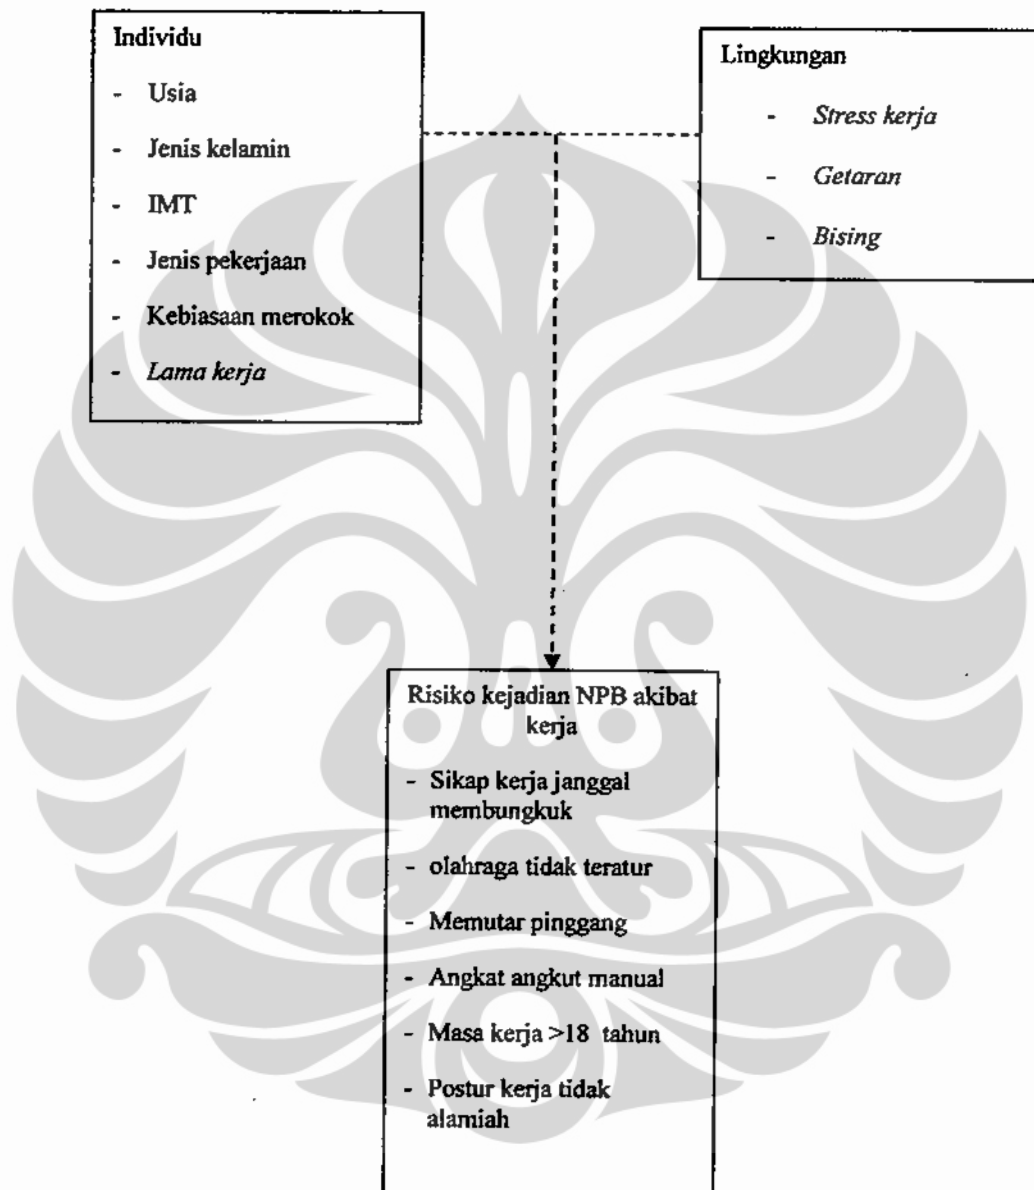 Individu
- Usia
- Jenis kelamin
- IMT
- Jenis pekerjaan
- Kebiasaan merokok
- Lama kerja
Lingkungan
- Stress kerja
- Getaran
- Bising
Risiko kejadian NPB akibat
kerja
- Sikap kerja janggal
membungkuk
- olahraga tidak teratur
- Memutar pinggang
- Angkat angkut manual
- Masa kerja >18 tahun
- Postur kerja tidak
alamiah